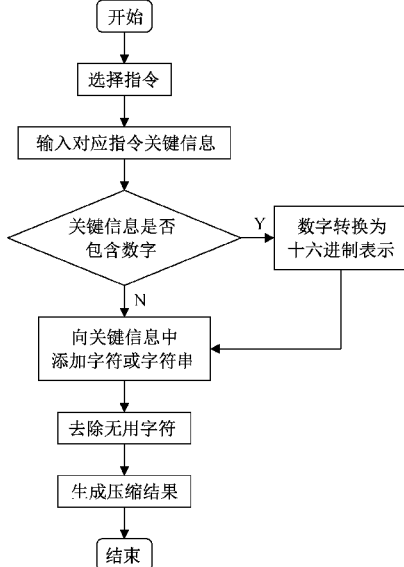 开始
选择指令
输入对应指令关键信息
关键信息是否
包含数字
Y
数字转换为
十六进制表示
N
向关键信息中
添加字符或字符串
去除无用字符
生成压缩结果
结束